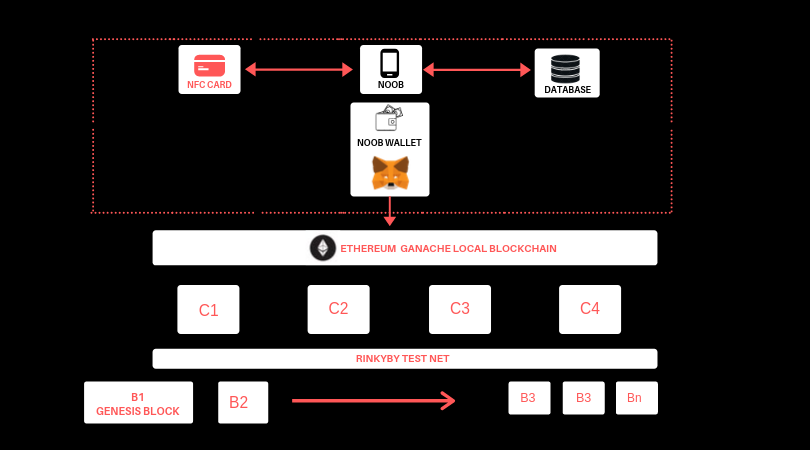 NFC CARD
NOOB
DATABASE
NOOB WALLET
ETHEREUM GANACHE LOCAL BLOCKCHAIN
C1
C2
C3
C4
RINKYBY TEST NET
B1
GENESIS BLOCK
B2
B3
B3
Bn